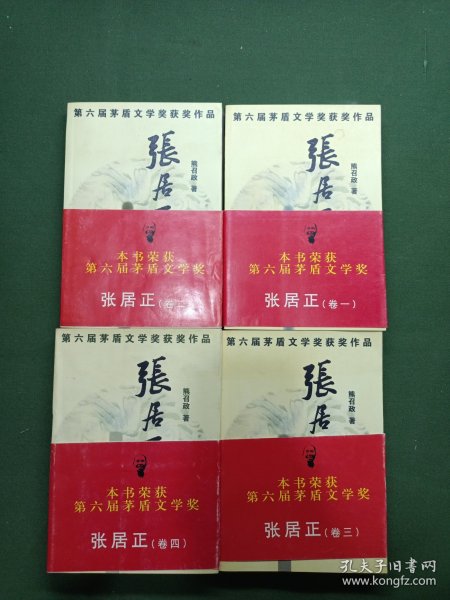 第六届茅盾文学奖获奖作品
張居
熊召政 著
本书荣获
第六届茅盾文学奖
张居正(卷二)
第六届茅盾文学奖获奖作品
張居
熊召政 著
本书荣获
第六届茅盾文学奖
张居正(卷一)
第六届茅盾文学奖获奖作品
張居
熊召政 著
本书荣获
第六届茅盾文学奖
张居正(卷四)
第六届茅盾文学奖获奖作品
張居
熊召政 著
本书荣获
第六届茅盾文学奖
张居正(卷三)
孔夫子旧书网
www.kongfz.com